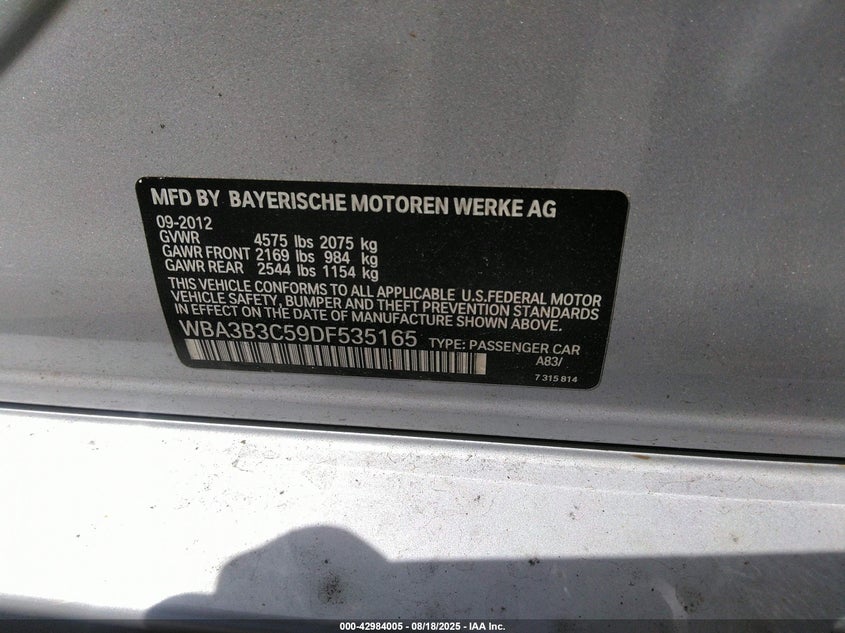 MFD BY BAYERISCHE MOTOREN WERKE AG
09-2012
GVWR 4575 lbs 2075 kg
GAWR FRONT 2169 lbs 984 kg
GAWR REAR 2544 lbs 1154 kg
THIS VEHICLE CONFORMS TO ALL APPLICABLE U.S.FEDERAL MOTOR
VEHICLE SAFETY, BUMPER AND THEFT PREVENTION STANDARDS
IN EFFECT ON THE DATE OF MANUFACTURE SHOWN ABOVE.
WBA3B3C59DF535165 TYPE: PASSENGER CAR
A83/
7 315 814
000-42984005 - 08/18/2025 - IAA Inc.